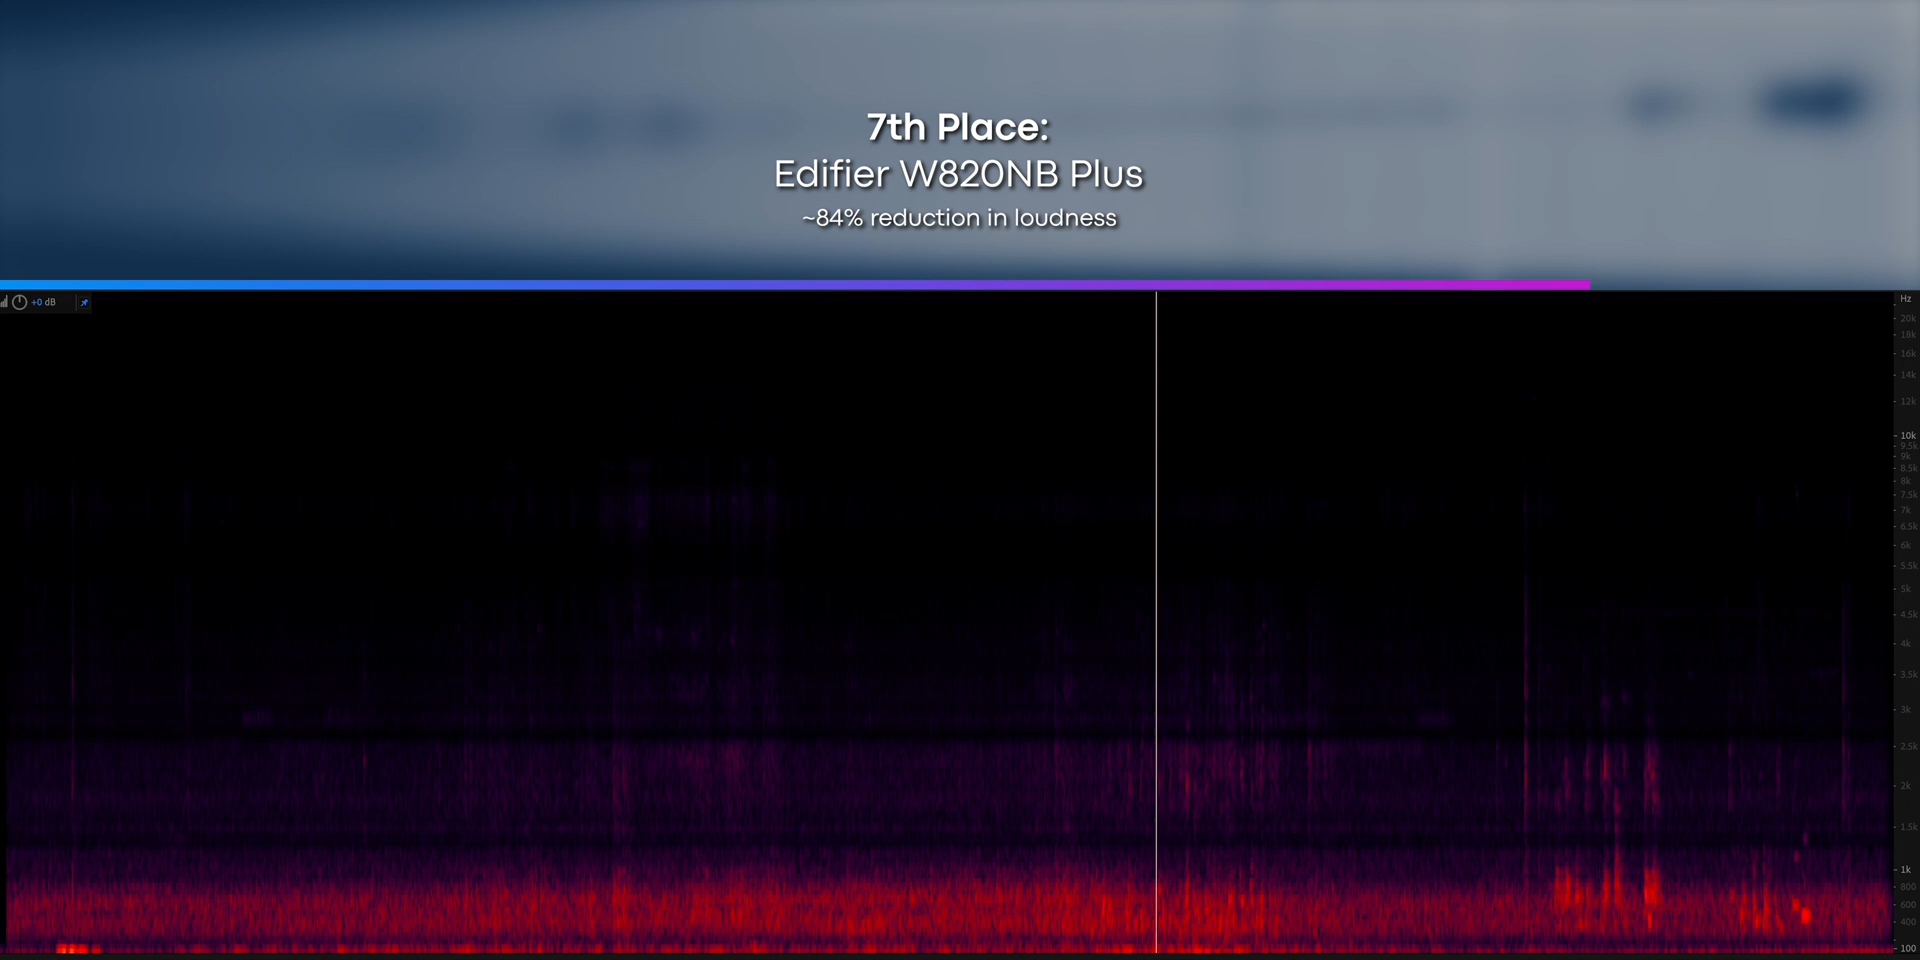 7th Place:
Edifier W820NB Plus
~84% reduction in loudness
+0 dB
Hz
20k
18k
16k
14k
12k
10k
9.5k
9k
8.5k
8k
7.5k
7k
6.5k
6k
5.5k
5k
4.5k
4k
3.5k
3k
2.5k
2k
1.5k
1k
800
600
400
100